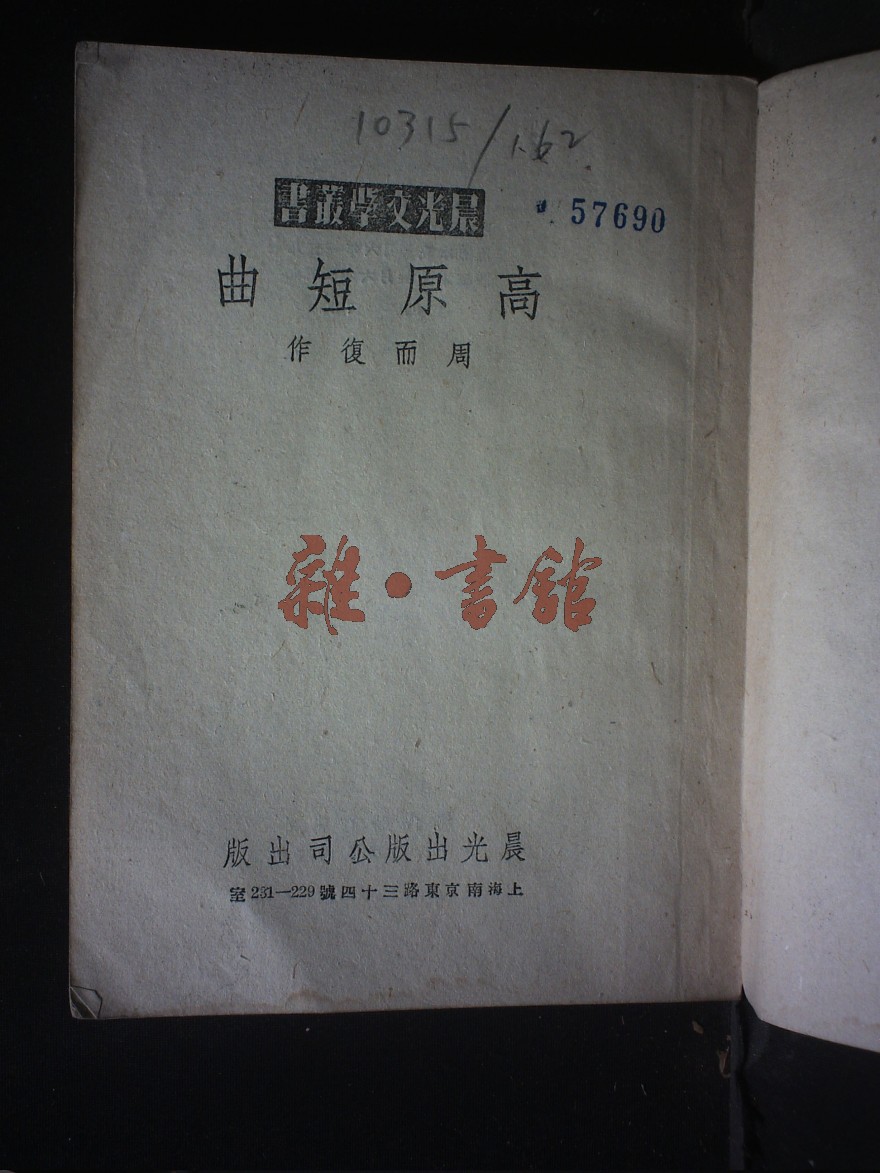 10315/1.62
晨光文學叢書
57690
高原短曲
周而復作
雜·書館
晨光出版公司出版
上海南京東路三十四號229—231室